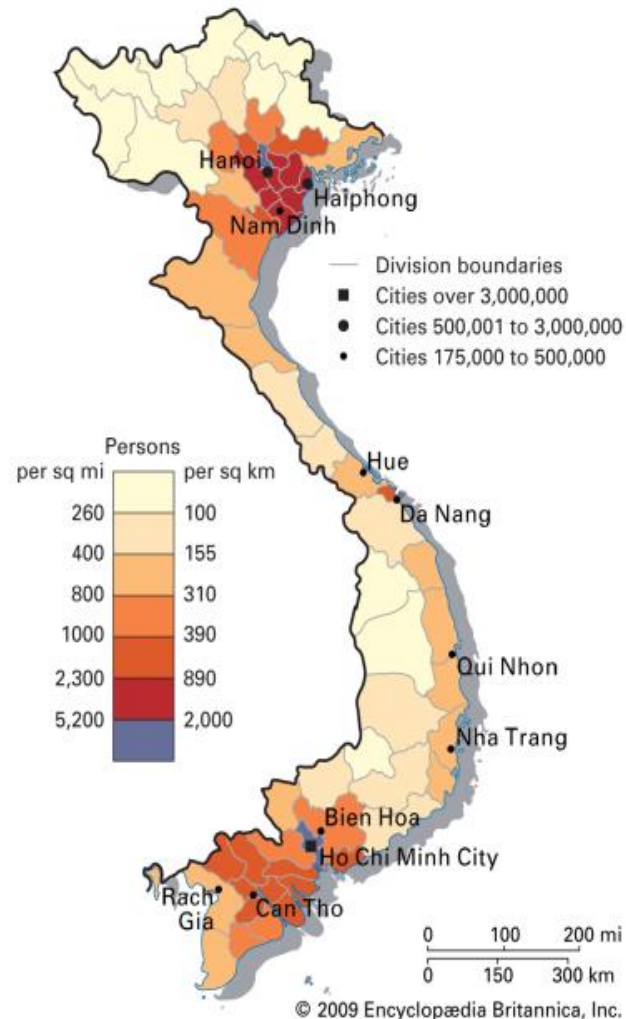 Hanoi
Haiphong
Nam Dinh
Division boundaries
Cities over 3,000,000
Cities 500,001 to 3,000,000
Cities 175,000 to 500,000
Persons
per sq mi per sq km
260 100
400 155
800 310
1000 390
2,300 890
5,200 2,000
Hue
Da Nang
Qui Nhon
Nha Trang
Bien Hoa
Ho Chi Minh City
Rach
Gia
Can Tho
0 100 200 mi
0 150 300 km
© 2009 Encyclopædia Britannica, Inc.